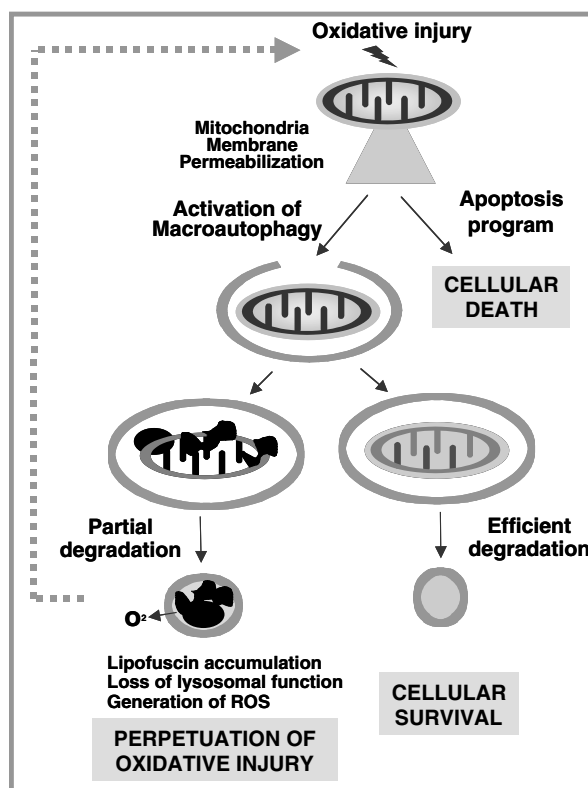 Oxidative injury
Mitochondria
Membrane
Permeabilization
Activation of
Macroautophagy
Apoptosis
program
CELLULAR
DEATH
Partial
degradation
Efficient
degradation
O²
Lipofuscin accumulation
Loss of lysosomal function
Generation of ROS
CELLULAR
SURVIVAL
PERPETUATION OF
OXIDATIVE INJURY